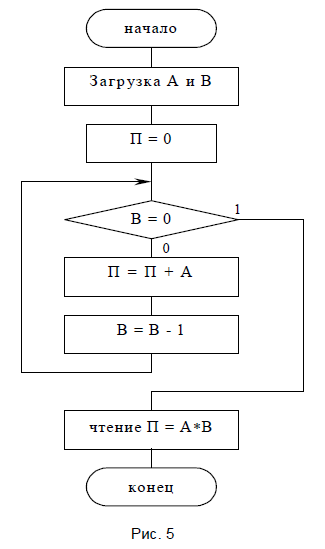 начало
Загрузка А и В
П = 0
В = 0
1
0
П = П + А
В = В - 1
чтение П = А*В
конец
Рис. 5